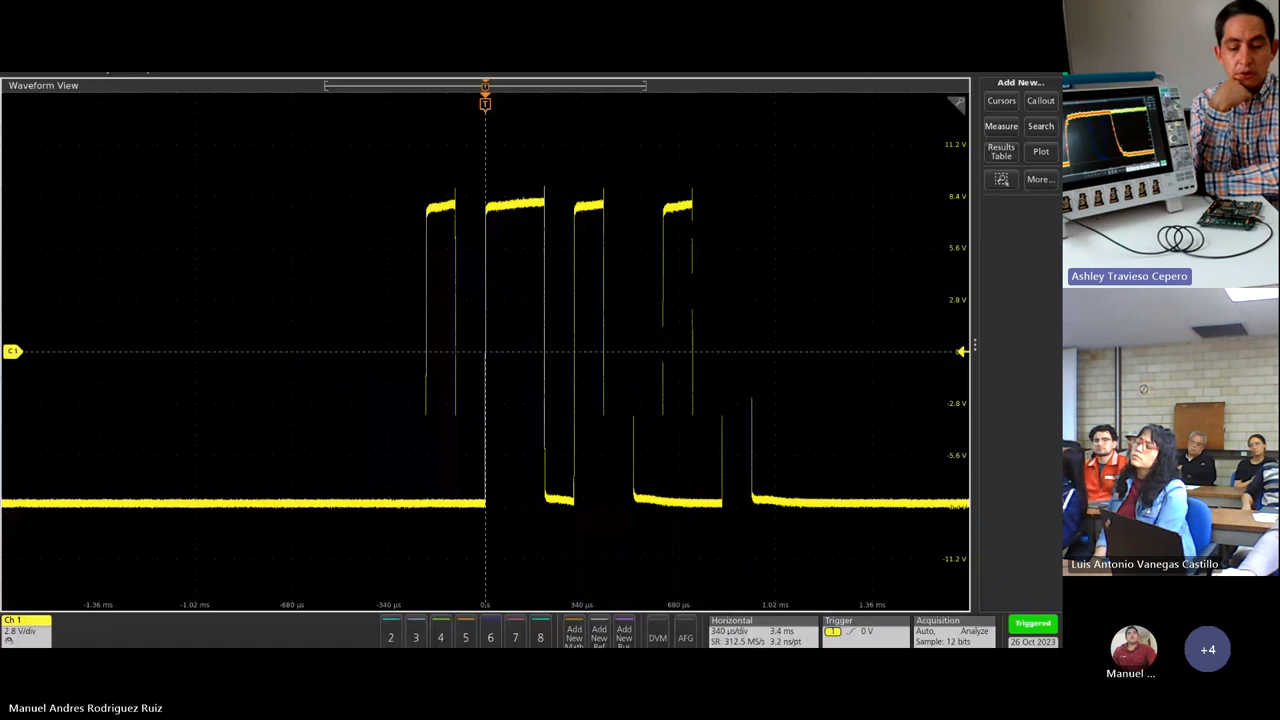 Waveform View
T
T
11.2 V
8.4 V
5.6 V
2.8 V
C 1
-2.8 V
-5.6 V
-11.2 V
-1.36 ms
-1.02 ms
-680 µs
-340 µs
0 s
340 µs
680 µs
1.02 ms
1.36 ms
Add New...
Cursors
Callout
Measure
Search
Results
Table
Plot
More...
Ch 1
2.8 V/div
2
3
4
5
6
7
8
Add
New
Math
Add
New
Ref
Add
New
Bus
DVM
AFG
Horizontal
340 µs/div
3.4 ms
SR: 312.5 MS/s
3.2 ns/pt
Trigger
1
0 V
Acquisition
Auto,
Analyze
Sample: 12 bits
Triggered
26 Oct 2023
Ashley Travieso Cepero
Luis Antonio Vanegas Castillo
Manuel ...
+4
Manuel Andres Rodriguez Ruiz